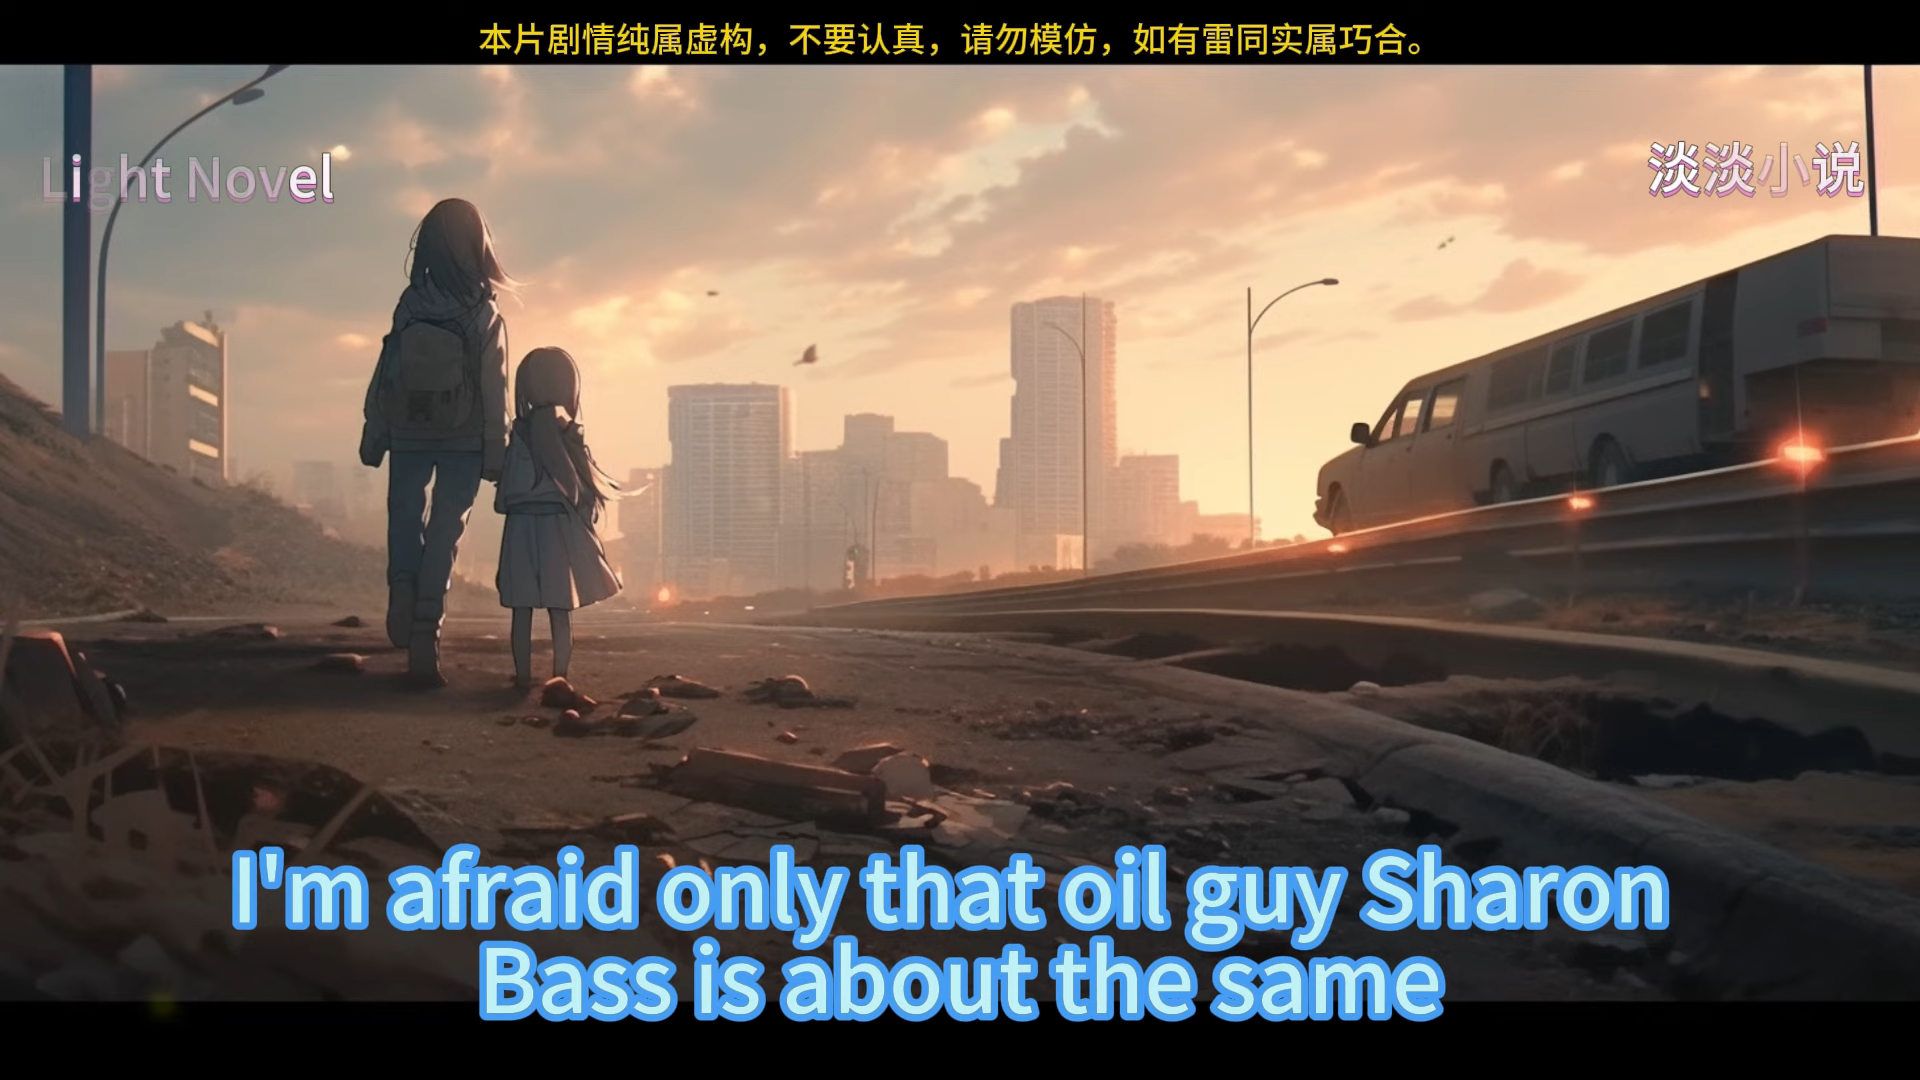 本片剧情纯属虚构，不要认真，请勿模仿，如有雷同实属巧合。
Light Novel
淡淡小说
I'm afraid only that oil guy Sharon
Bass is about the same